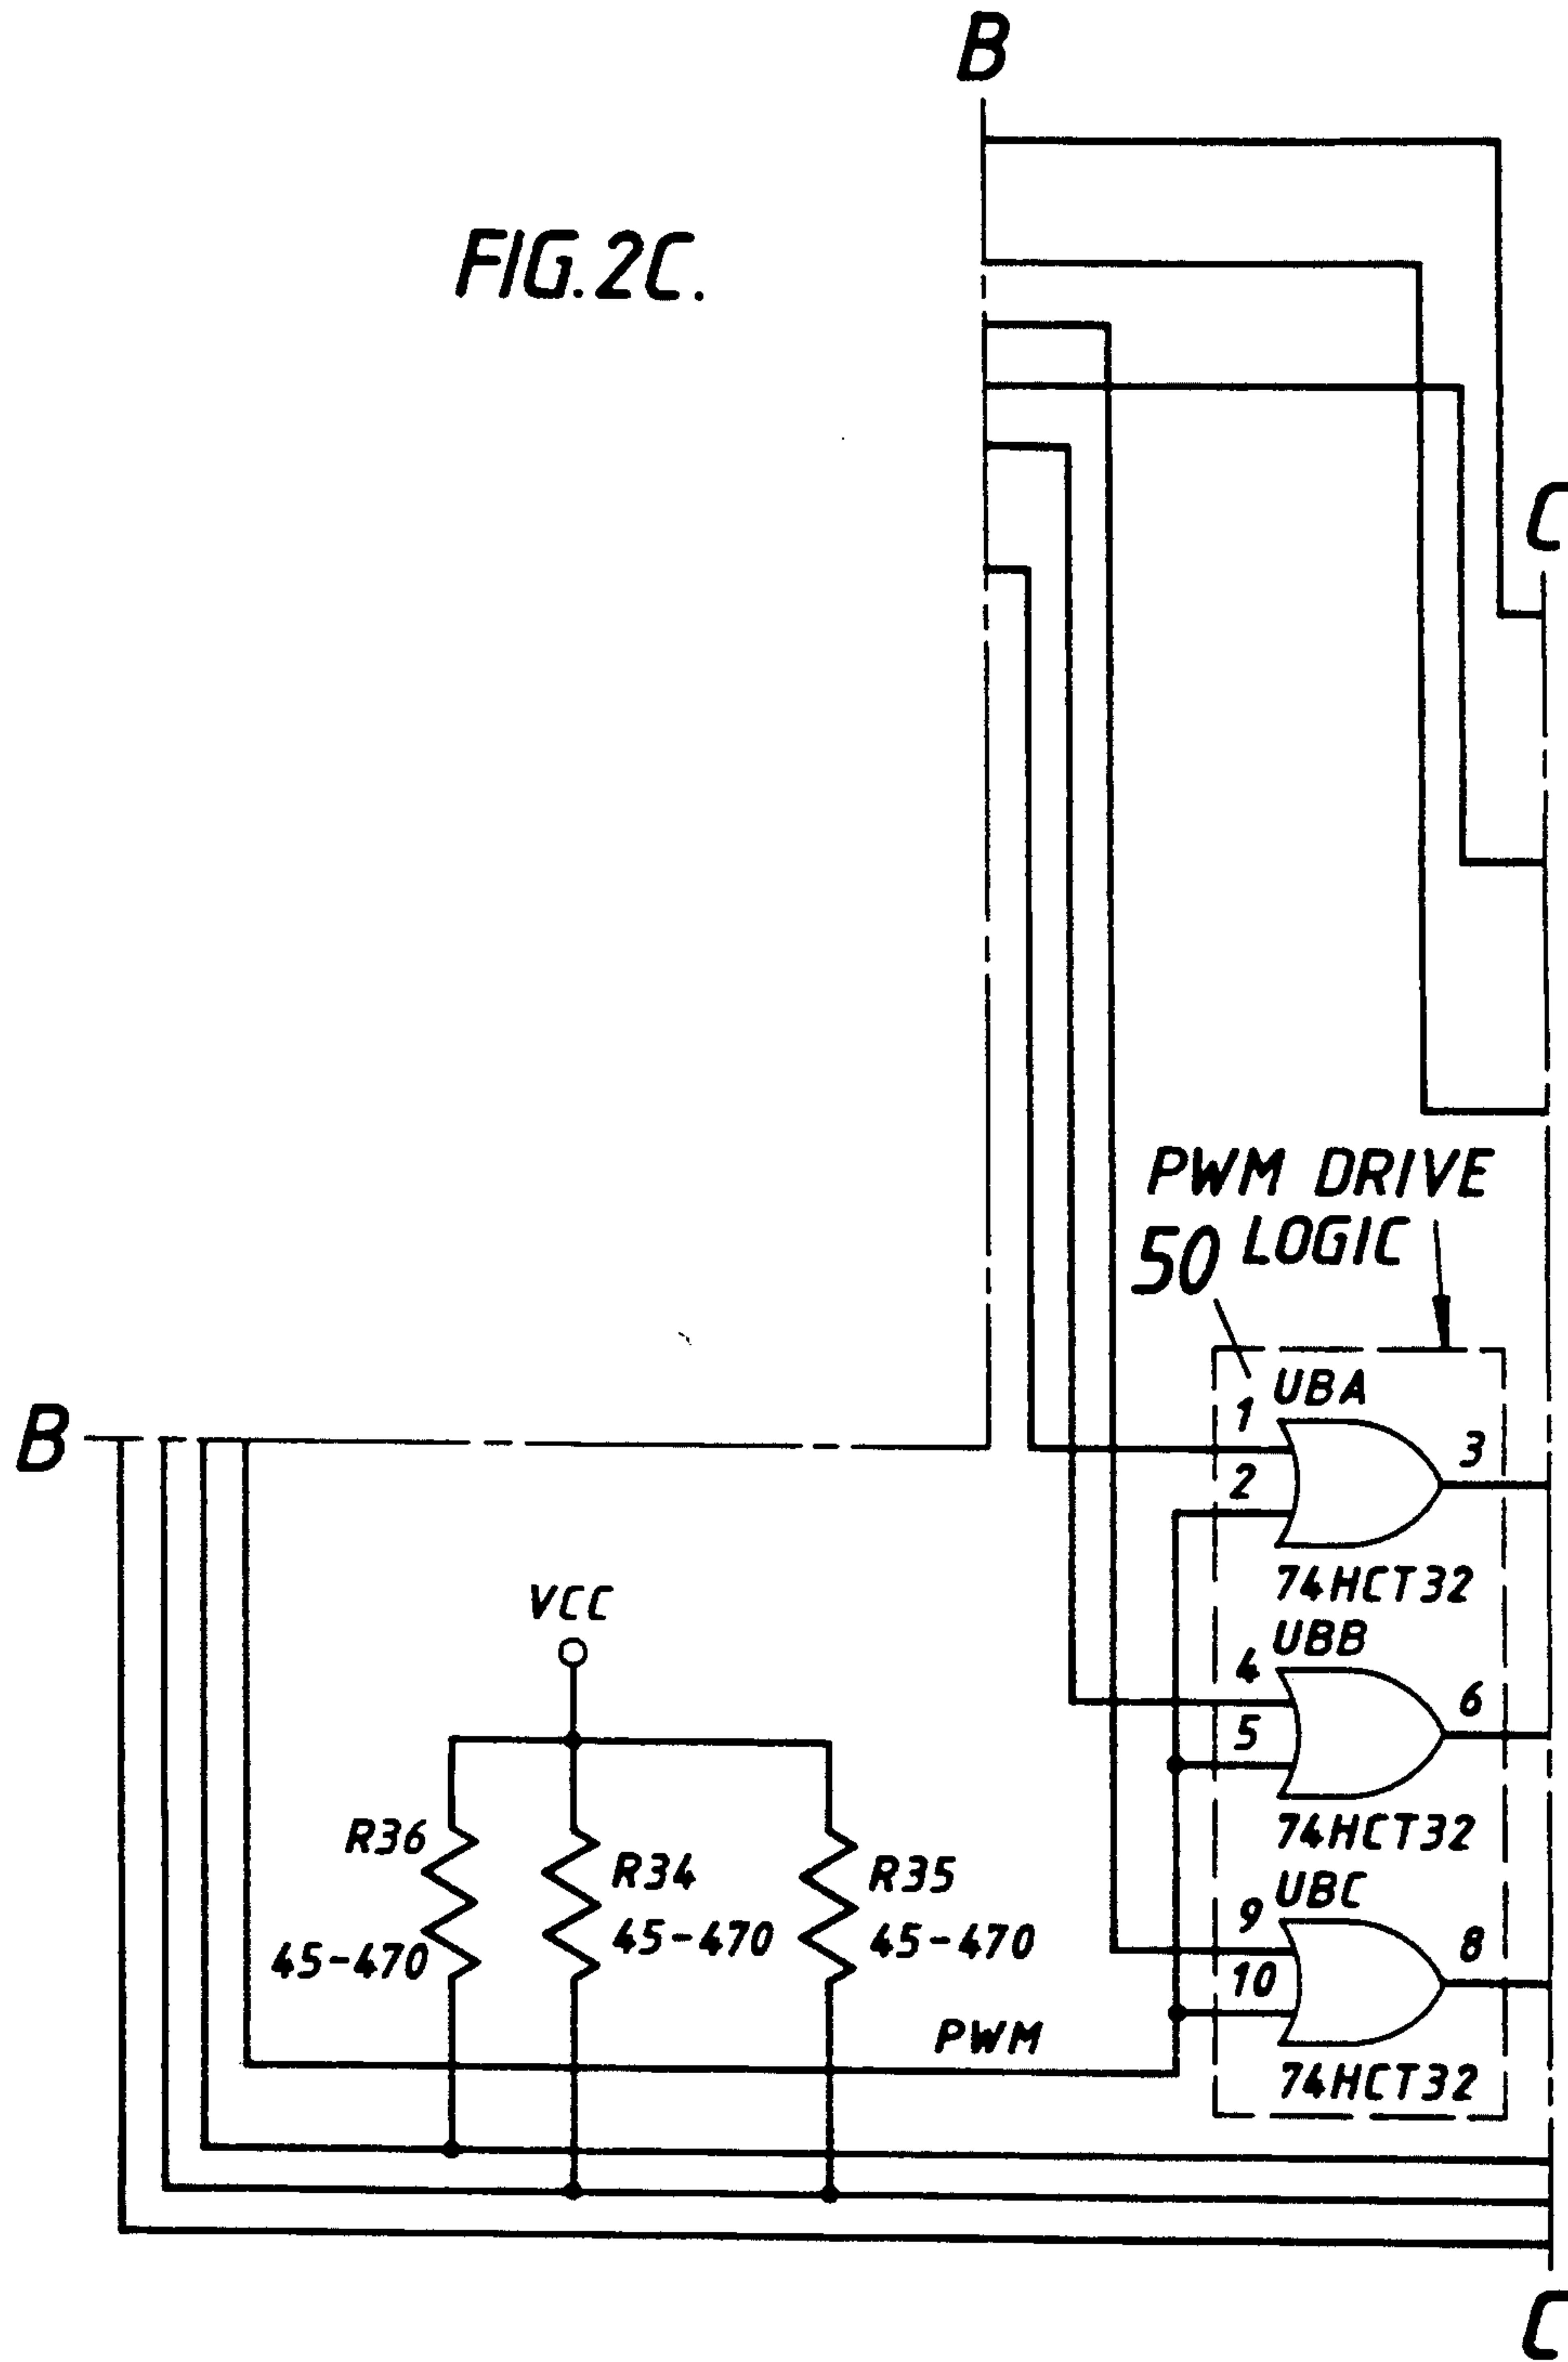 B
FIG.2C.
C
PWM DRIVE
50 LOGIC
UBA
1
2
3
74HCT32
B
VCC
UBB
4
5
6
74HCT32
R36
45-470
R34
45-470
R35
45-470
UBC
9
10
8
74HCT32
PWM
C